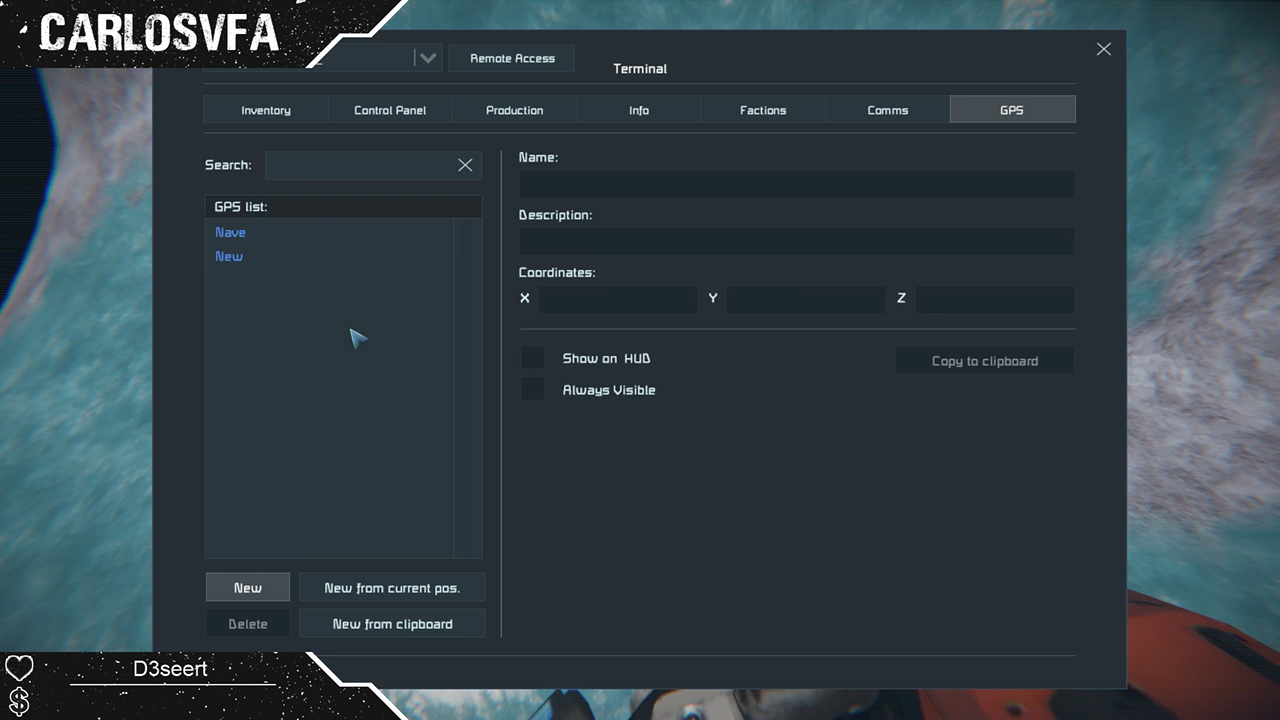 CARLOSVFA
Remote Access
Terminal
Inventory
Control Panel
Production
Info
Factions
Comms
GPS
Search:
GPS list:
Nave
New
New
New from current pos.
Delete
New from clipboard
Name:
Description:
Coordinates:
X
Y
Z
Show on HUD
Copy to clipboard
Always Visible
D3seert